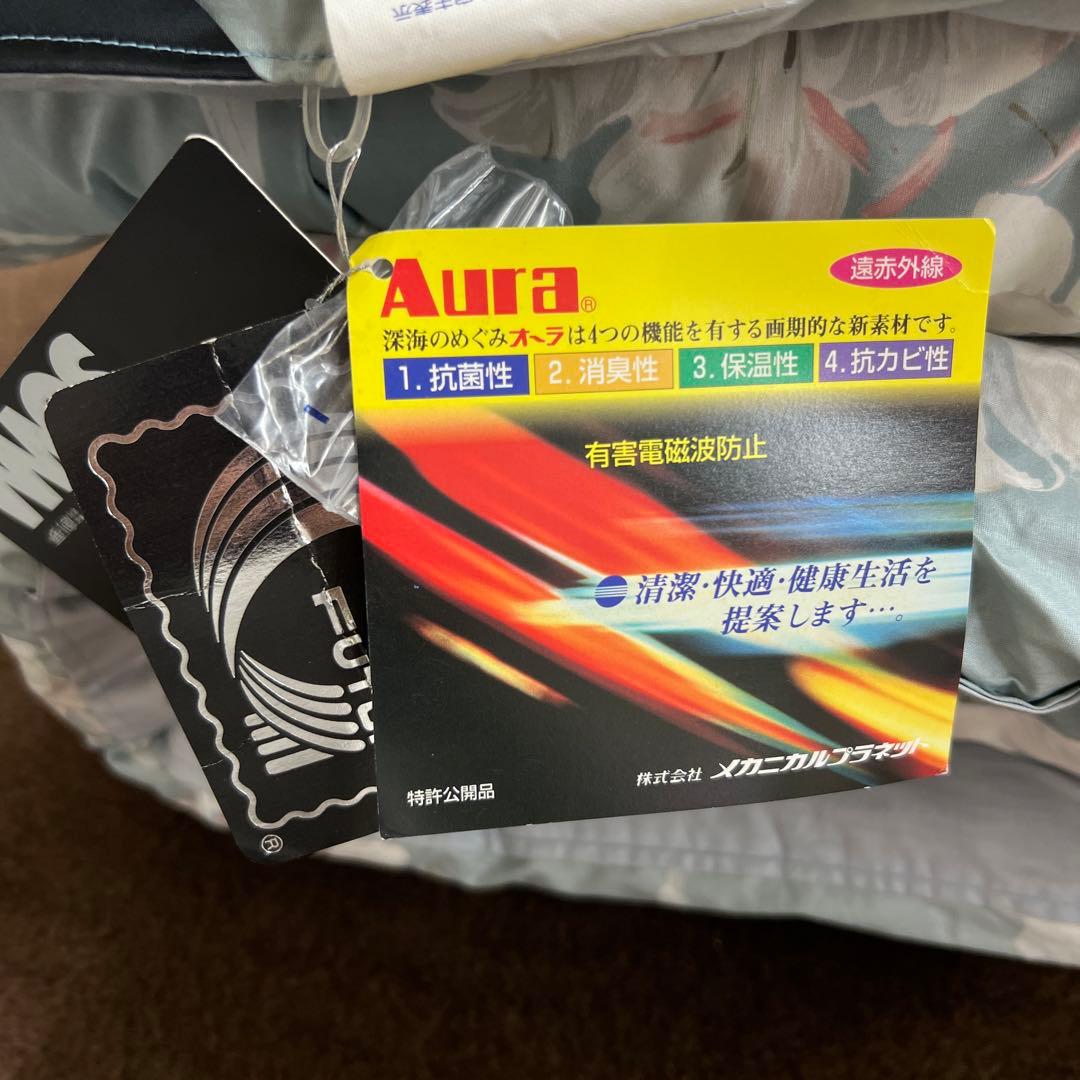 Aura®
遠赤外線
深海のめぐみオーラは4つの機能を有する画期的な新素材です。
1. 抗菌性 2. 消臭性 3. 保温性 4. 抗カビ性
有害電磁波防止
清潔・快適・健康生活を
提案します…。
株式会社 メカニカルプラネット
特許公開品
®